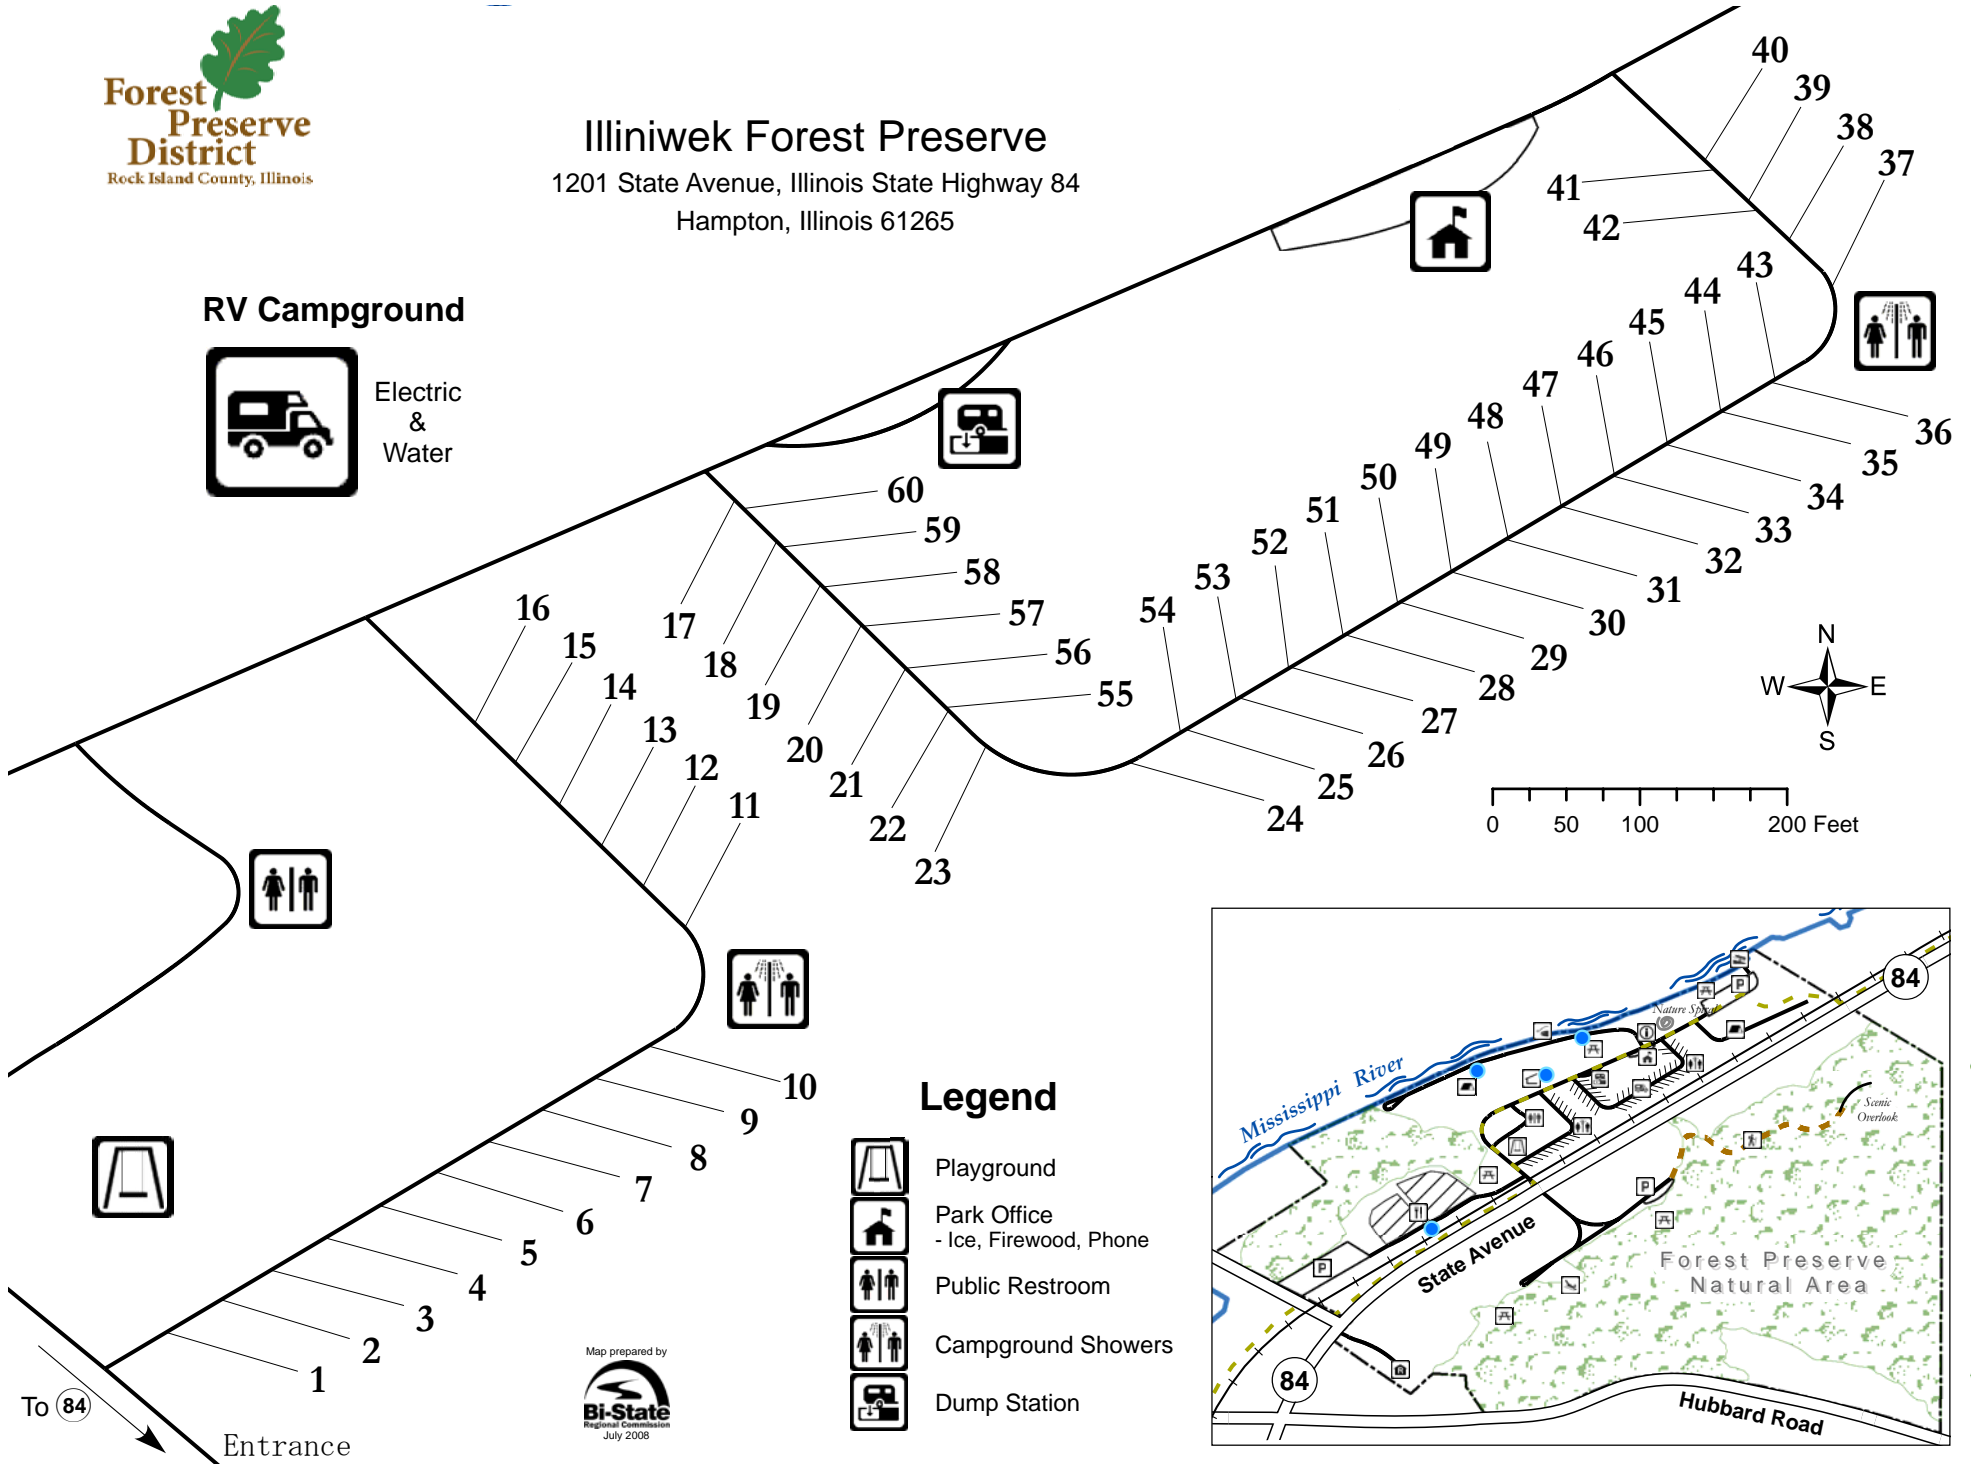 Forest
Preserve
District
Rock Island County, Illinois
Illiniwek Forest Preserve
1201 State Avenue, Illinois State Highway 84
Hampton, Illinois 61265
RV Campground
Electric
&
Water
40
39
38
37
41
42
43
44
45
46
47
48
49
50
51
52
53
54
36
35
34
33
32
31
30
29
28
27
26
25
24
60
59
58
57
56
55
17
18
19
20
21
22
23
16
15
14
13
12
11
10
9
8
7
6
5
4
3
2
1
N
W
E
S
0
50
100
200 Feet
To 84
Entrance
Map prepared by
Bi-State
Regional Commission
July 2008
Legend
Playground
Park Office
- Ice, Firewood, Phone
Public Restroom
Campground Showers
Dump Station
84
Nature Spiral
P
Mississippi River
Scenic
Overlook
P
State Avenue
Forest Preserve
Natural Area
P
84
Hubbard Road